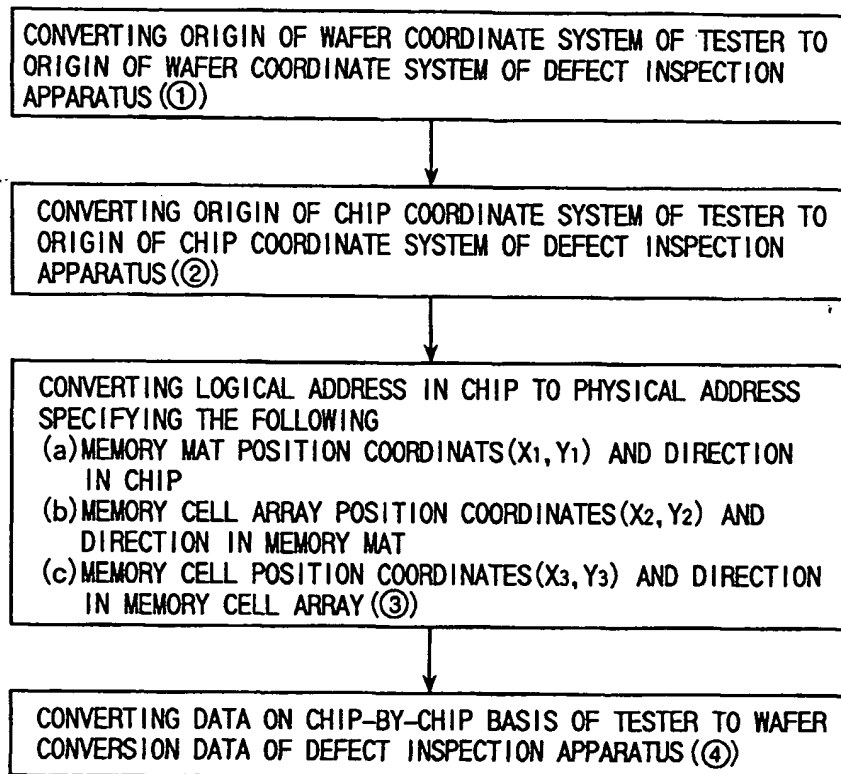 CONVERTING ORIGIN OF WAFER COORDINATE SYSTEM OF TESTER TO
ORIGIN OF WAFER COORDINATE SYSTEM OF DEFECT INSPECTION
APPARATUS(①)
CONVERTING ORIGIN OF CHIP COORDINATE SYSTEM OF TESTER TO
ORIGIN OF CHIP COORDINATE SYSTEM OF DEFECT INSPECTION
APPARATUS(②)
CONVERTING LOGICAL ADDRESS IN CHIP TO PHYSICAL ADDRESS
SPECIFYING THE FOLLOWING
(a)MEMORY MAT POSITION COORDINATS(X1,Y1) AND DIRECTION
IN CHIP
(b)MEMORY CELL ARRAY POSITION COORDINATES(X2,Y2) AND
DIRECTION IN MEMORY MAT
(c)MEMORY CELL POSITION COORDINATES(X3,Y3) AND DIRECTION
IN MEMORY CELL ARRAY(③)
CONVERTING DATA ON CHIP-BY-CHIP BASIS OF TESTER TO WAFER
CONVERSION DATA OF DEFECT INSPECTION APPARATUS(④)